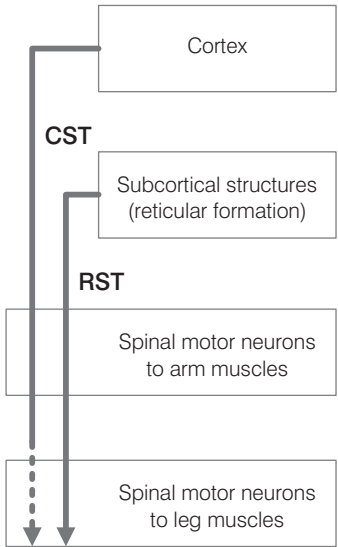 Cortex
CST
Subcortical structures
(reticular formation)
RST
Spinal motor neurons
to arm muscles
Spinal motor neurons
to leg muscles